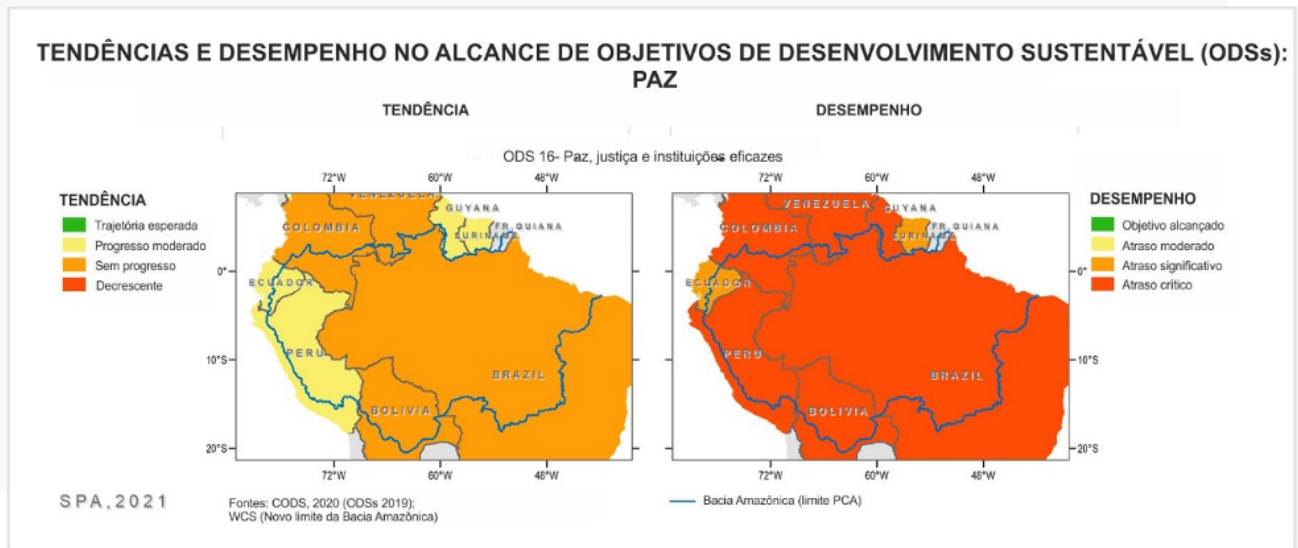 TENDÊNCIAS E DESEMPENHO NO ALCANCE DE OBJETIVOS DE DESENVOLVIMENTO SUSTENTÁVEL (ODSs):
PAZ
TENDÊNCIA
DESEMPENHO
ODS 16- Paz, justiça e instituições eficazes
TENDÊNCIA
Trajetória esperada
Progresso moderado
Sem progresso
Decrescente
72°W 60°W 48°W
VENEZUELA
GUYANA
COLOMBIA
FR.GUIANA
SURINAME
0°
ECUADOR
PERU
10°S
BRAZIL
BOLIVIA
20°S
72°W 60°W 48°W
72°W 60°W 48°W
VENEZUELA
GUYANA
COLOMBIA
FR.GUIANA
SURINAME
0°
ECUADOR
PERU
10°S
BRAZIL
BOLIVIA
20°S
72°W 60°W 48°W
DESEMPENHO
Objetivo alcançado
Atraso moderado
Atraso significativo
Atraso crítico
SPA,2021
Fontes: CODS, 2020 (ODSs 2019);
WCS (Novo limite da Bacia Amazônica)
Bacia Amazônica (limite PCA)